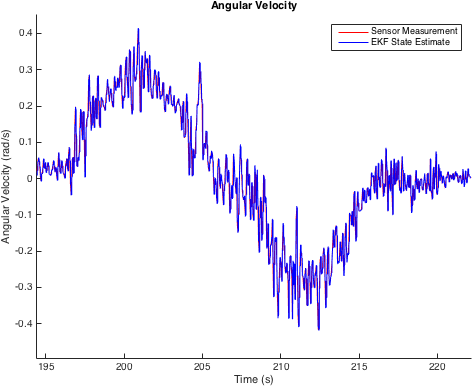 Angular Velocity
Sensor Measurement
EKF State Estimate
Angular Velocity (rad/s)
0.4
0.3
0.2
0.1
0
-0.1
-0.2
-0.3
-0.4
195 200 205 210 215 220
Time (s)